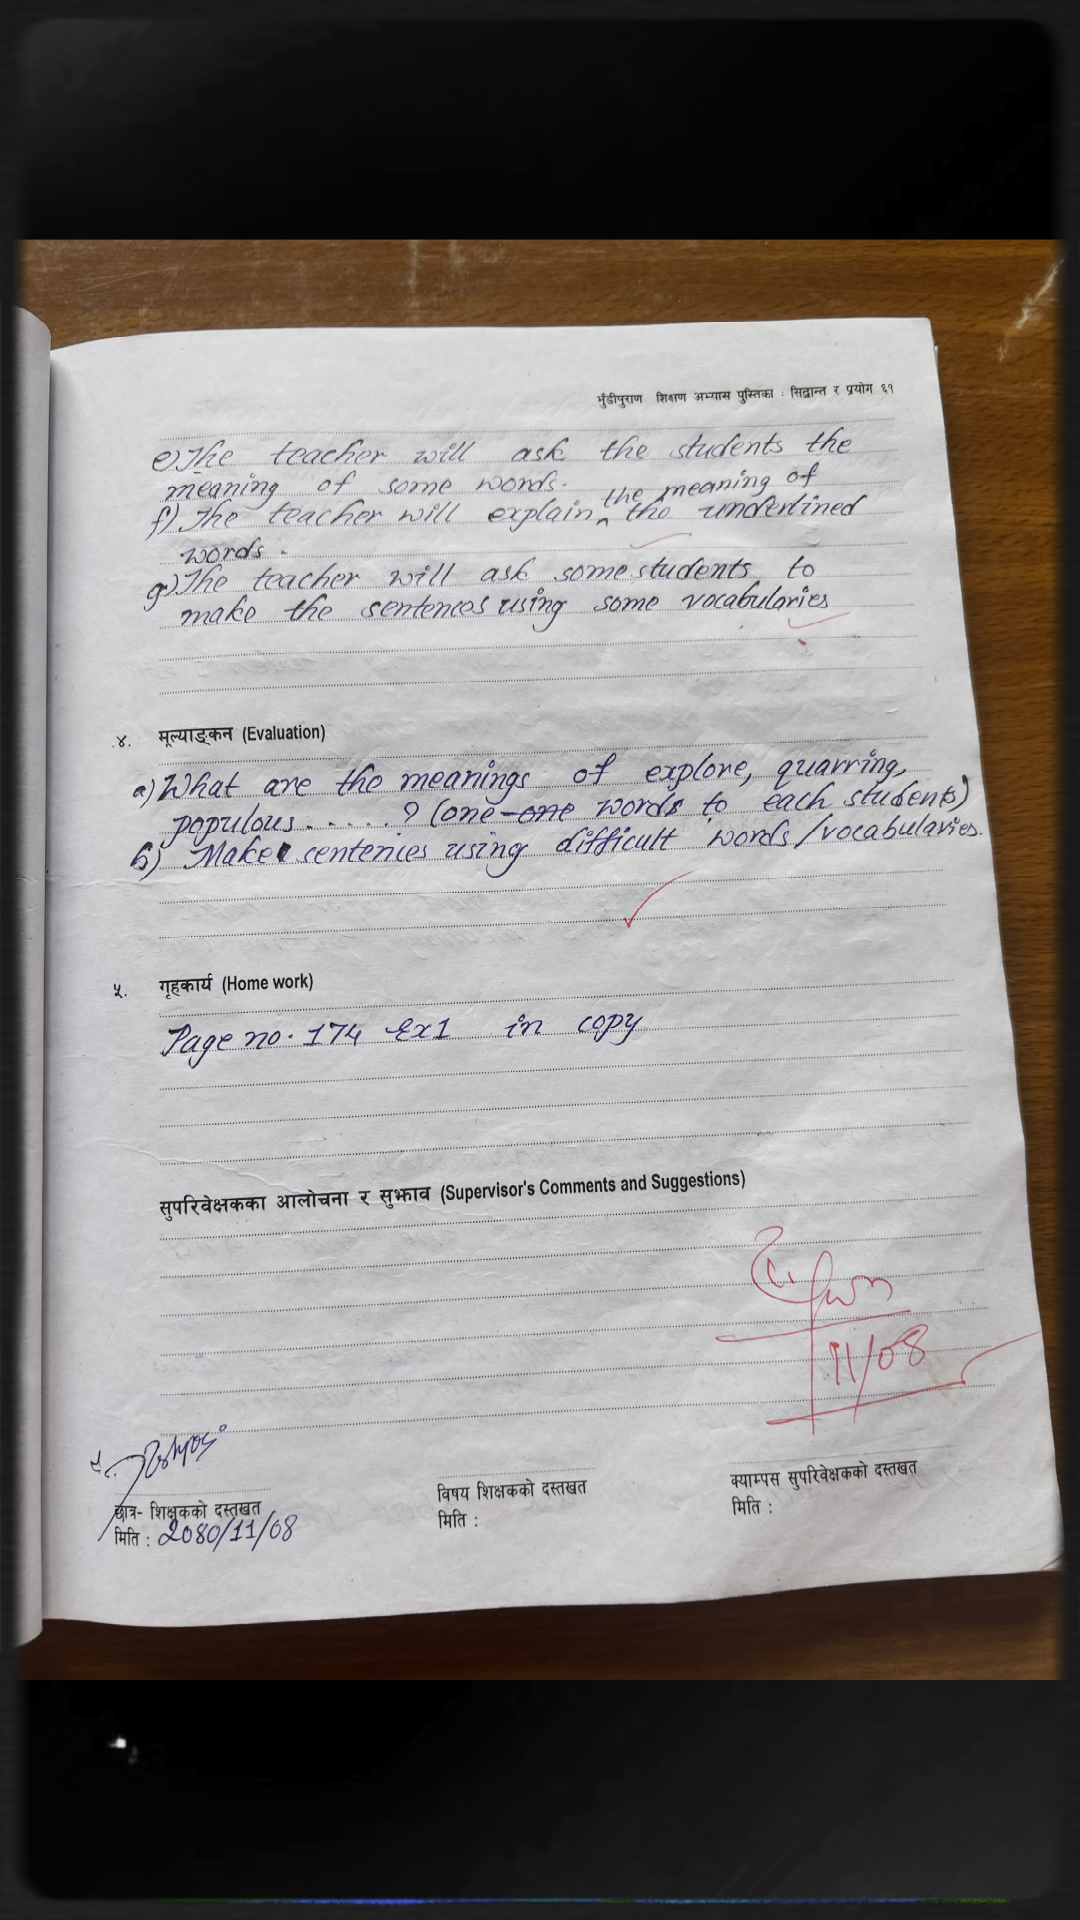 भुँडीपुराण शिक्षण अभ्यास पुस्तिका : सिद्धान्त र प्रयोग ६१
e) The teacher will ask the students the
meaning of some words.
the meaning of
f) The teacher will explain ^ the underlined
words.
g) The teacher will ask some students to
make the sentences using some vocabularies
४. मूल्याङ्कन (Evaluation)
a) What are the meanings of explore, quarring,
populous......? (one-one words to each students)
b) Make sentences using difficult words/vocabularies.
५. गृहकार्य (Home work)
Page no. 174 Ex1 in copy
सुपरिवेक्षकका आलोचना र सुझाव (Supervisor's Comments and Suggestions)
11/08
छात्र- शिक्षकको दस्तखत
मिति : 2080/11/08
विषय शिक्षकको दस्तखत
मिति :
क्याम्पस सुपरिवेक्षकको दस्तखत
मिति :